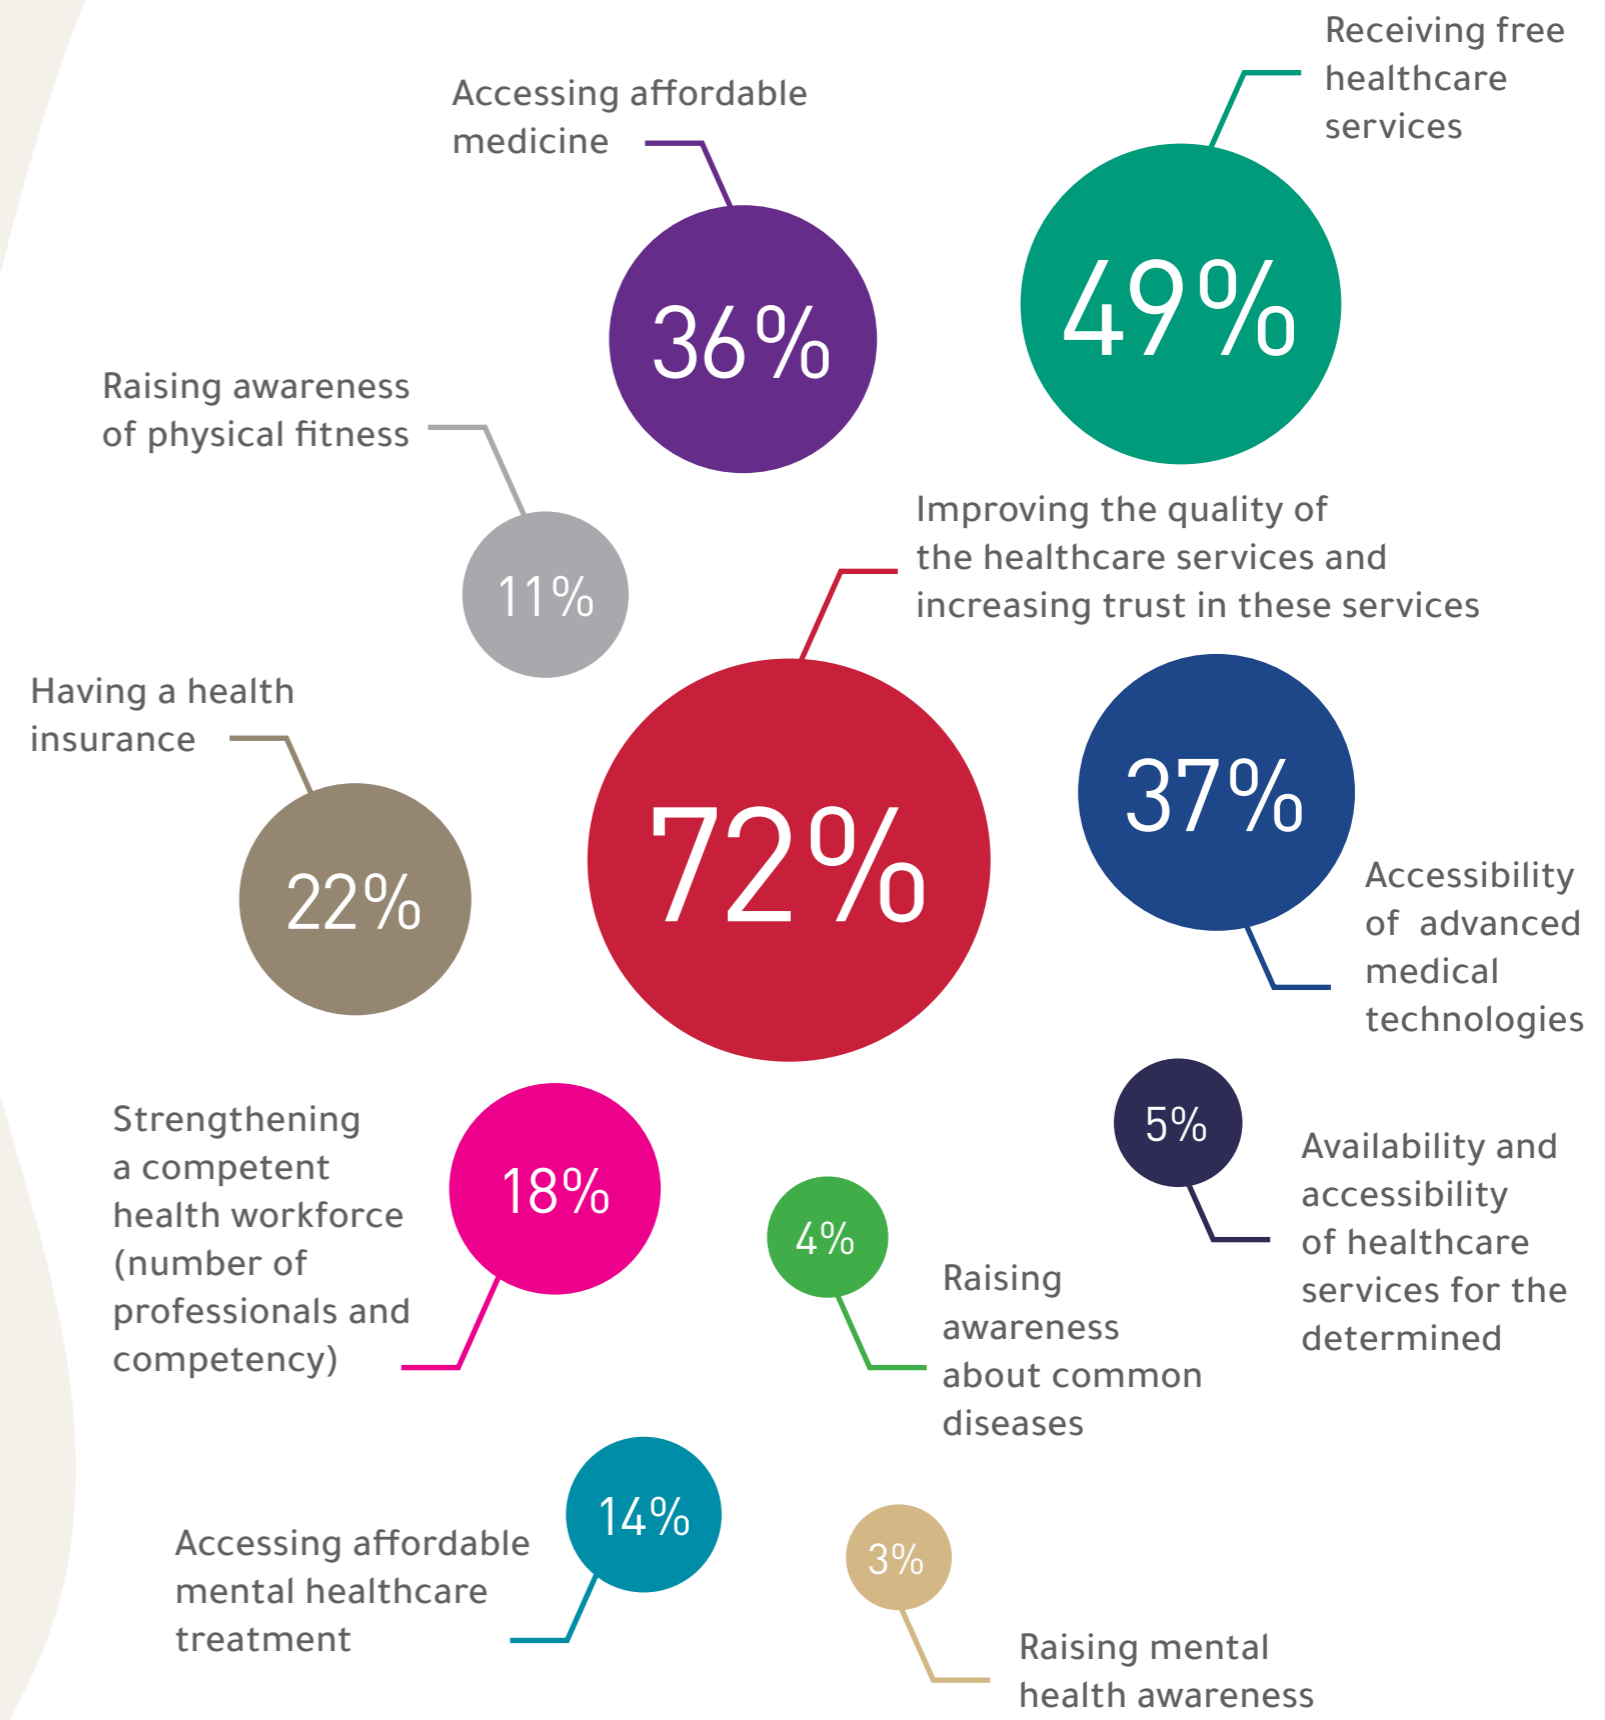 Receiving free
healthcare
services
49%
Accessing affordable
medicine
36%
Raising awareness
of physical fitness
11%
Improving the quality of
the healthcare services and
increasing trust in these services
72%
Having a health
insurance
22%
37%
Accessibility
of advanced
medical
technologies
Strengthening
a competent
health workforce
(number of
professionals and
competency)
18%
5%
Availability and
accessibility
of healthcare
services for the
determined
4%
Raising
awareness
about common
diseases
14%
Accessing affordable
mental healthcare
treatment
3%
Raising mental
health awareness